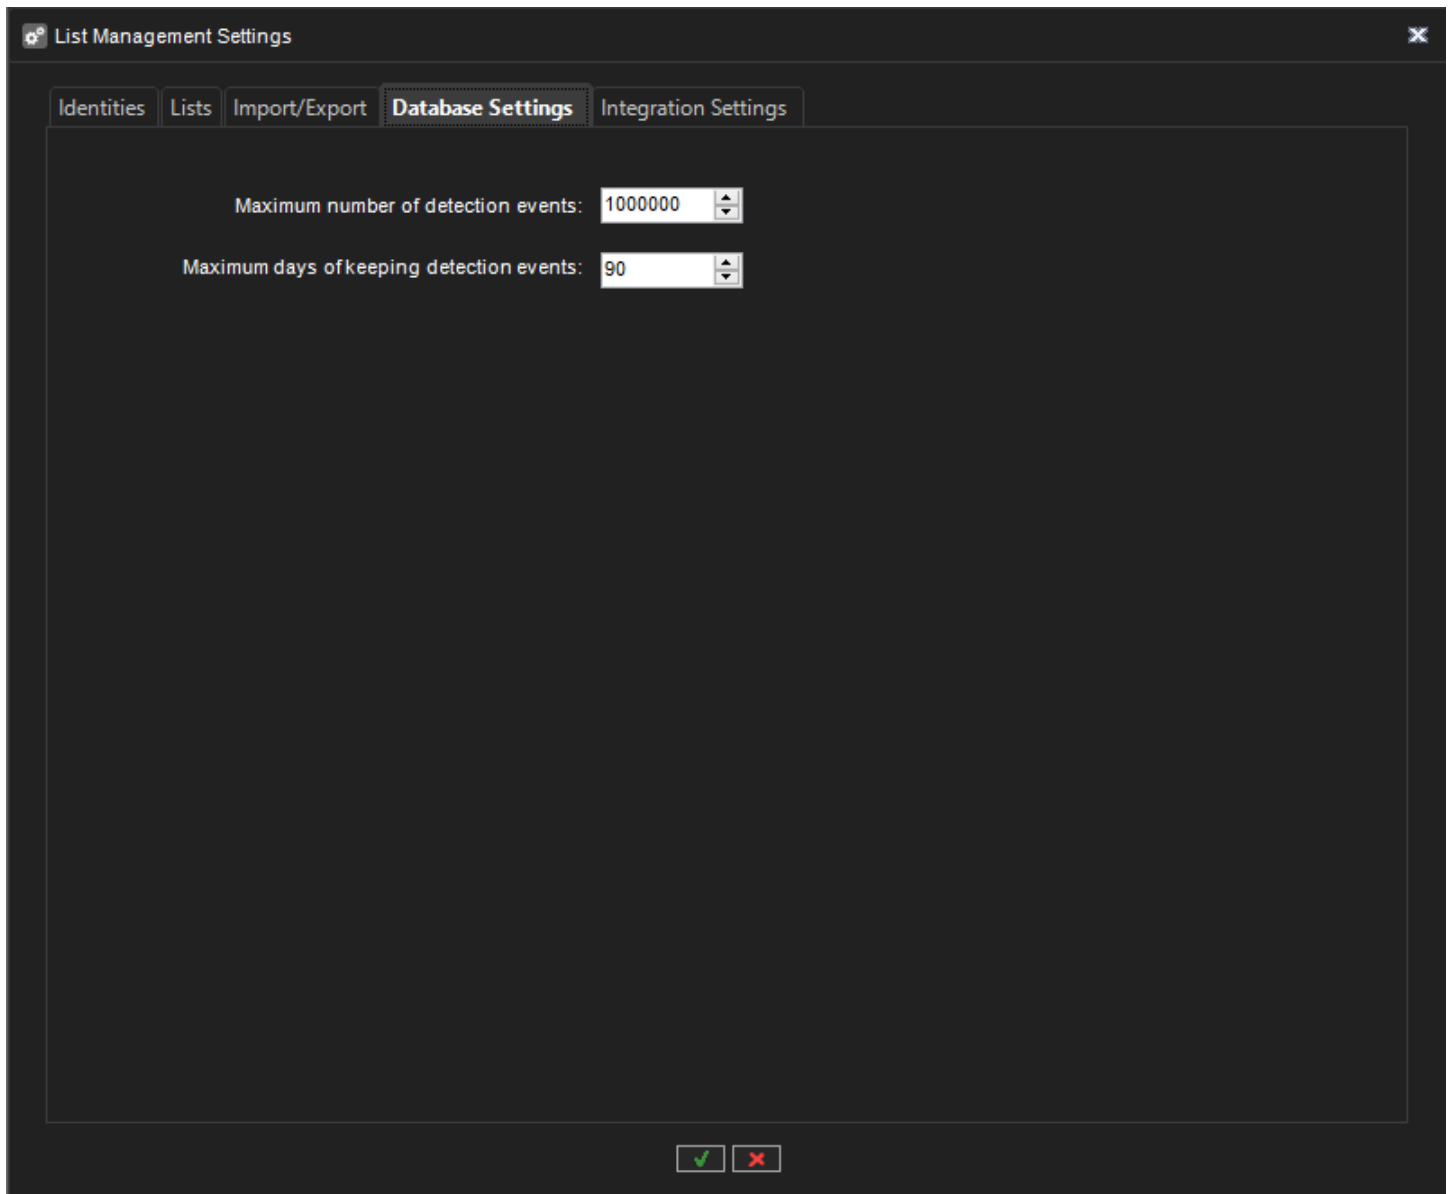 List Management Settings
Identities Lists Import/Export Database Settings Integration Settings
Maximum number of detection events: 1000000
Maximum days of keeping detection events: 90